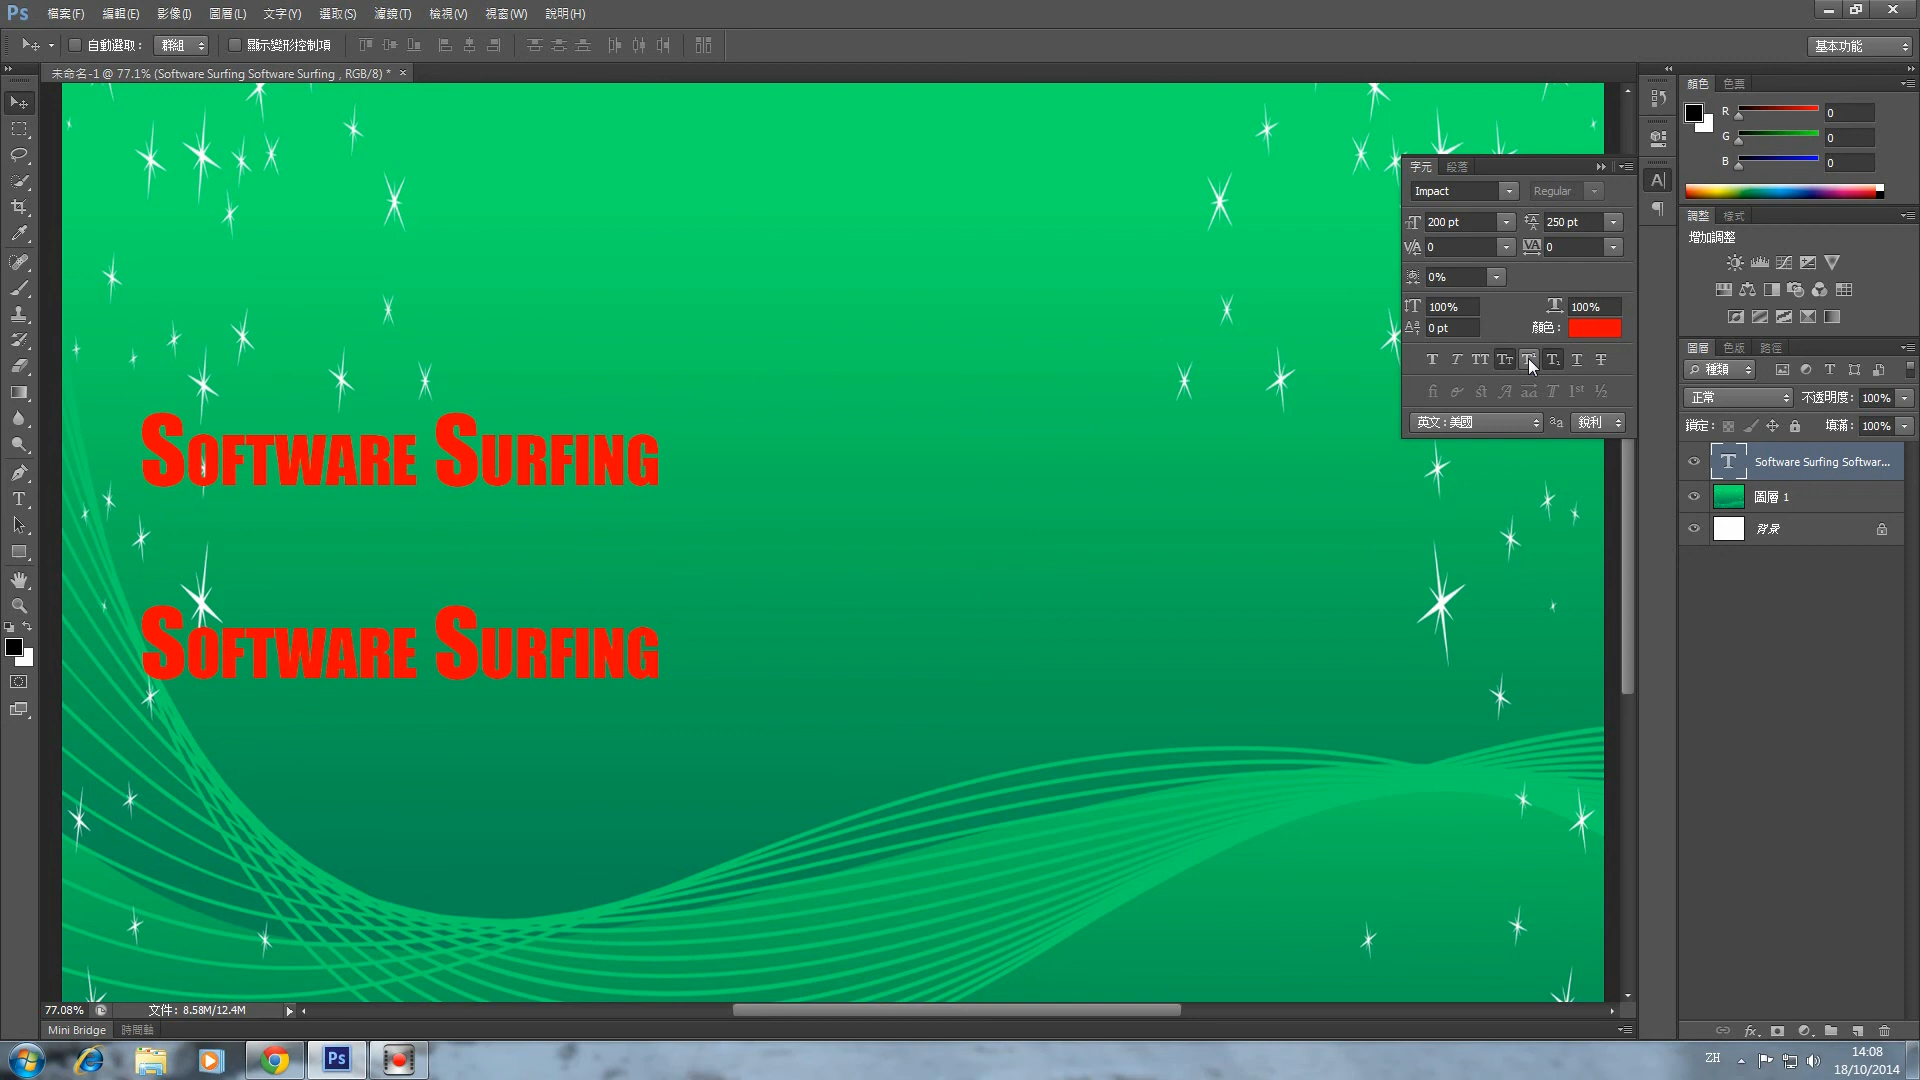 Ps 檔案(F) 編輯(E) 影像(I) 圖層(L) 文字(Y) 選取(S) 濾鏡(T) 檢視(V) 視窗(W) 說明(H)
自動選取： 群組 顯示變形控制項 基本功能
未命名-1 @ 77.1% (Software Surfing Software Surfing , RGB/8) * ×
顏色 色票
R 0
G 0
B 0
字元 段落
Impact Regular
200 pt 250 pt
0 0
0%
100% 100%
0 pt 顏色：
英文：美國 銳利
調整 樣式
增加調整
圖層 色版 路徑
種類
正常 不透明度： 100%
鎖定： 填滿： 100%
Software Surfing Softwar...
圖層 1
背景
Software Surfing
Software Surfing
77.08% 文件：8.58M/12.4M
Mini Bridge 時間軸
Ps
ZH
14:08
18/10/2014